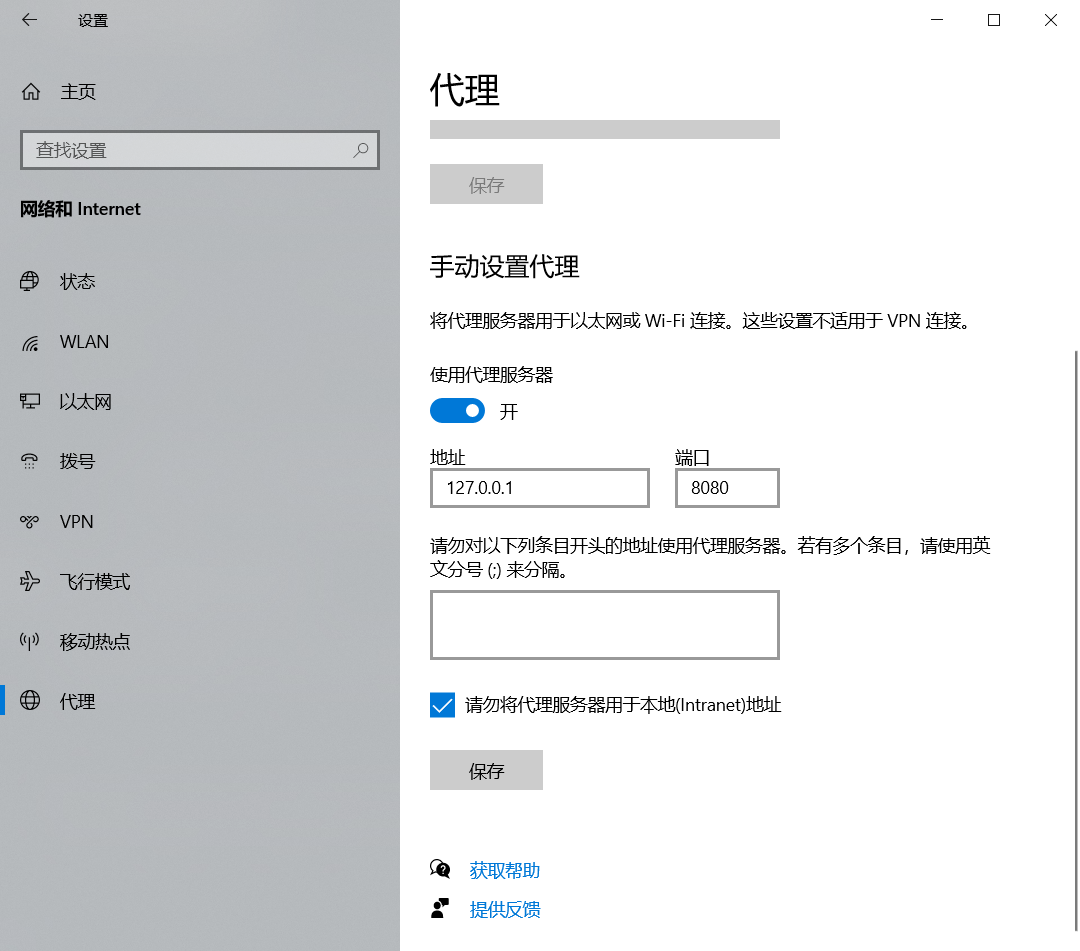 设置
主页
查找设置
网络和 Internet
状态
WLAN
以太网
拨号
VPN
飞行模式
移动热点
代理
代理
保存
手动设置代理
将代理服务器用于以太网或 Wi-Fi 连接。这些设置不适用于 VPN 连接。
使用代理服务器
开
地址 端口
127.0.0.1 8080
请勿对以下列条目开头的地址使用代理服务器。若有多个条目，请使用英
文分号 (;) 来分隔。
请勿将代理服务器用于本地(Intranet)地址
保存
获取帮助
提供反馈